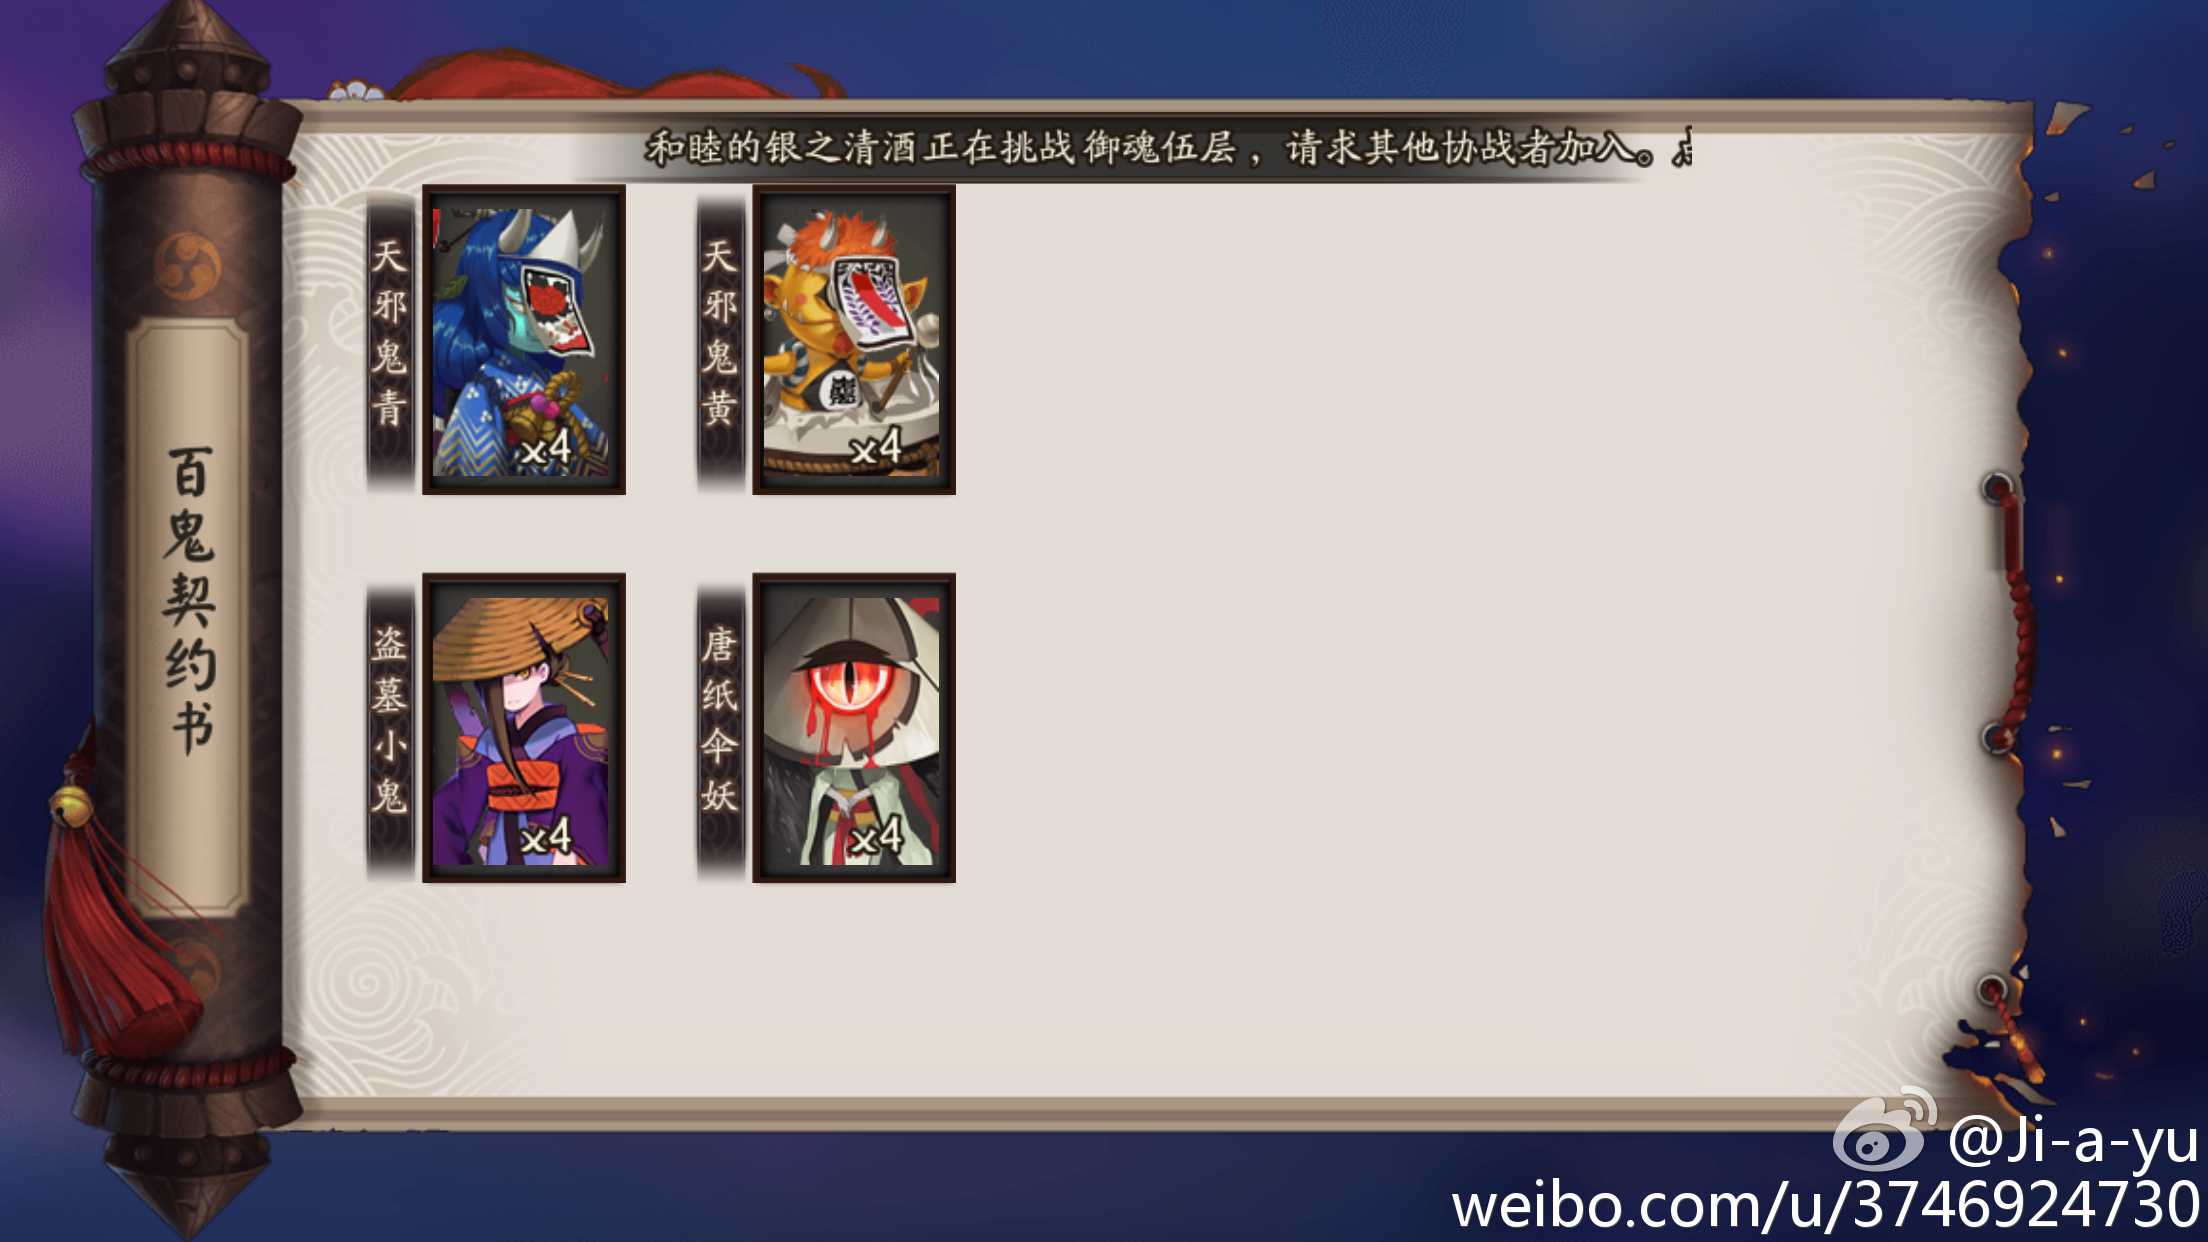 和睦的银之清酒正在挑战御魂伍层，请求其他协战者加入。
天邪鬼青
x4
天邪鬼黄
x4
百鬼契约书
盗墓小鬼
x4
唐纸伞妖
x4
@Ji-a-yu
weibo.com/u/3746924730